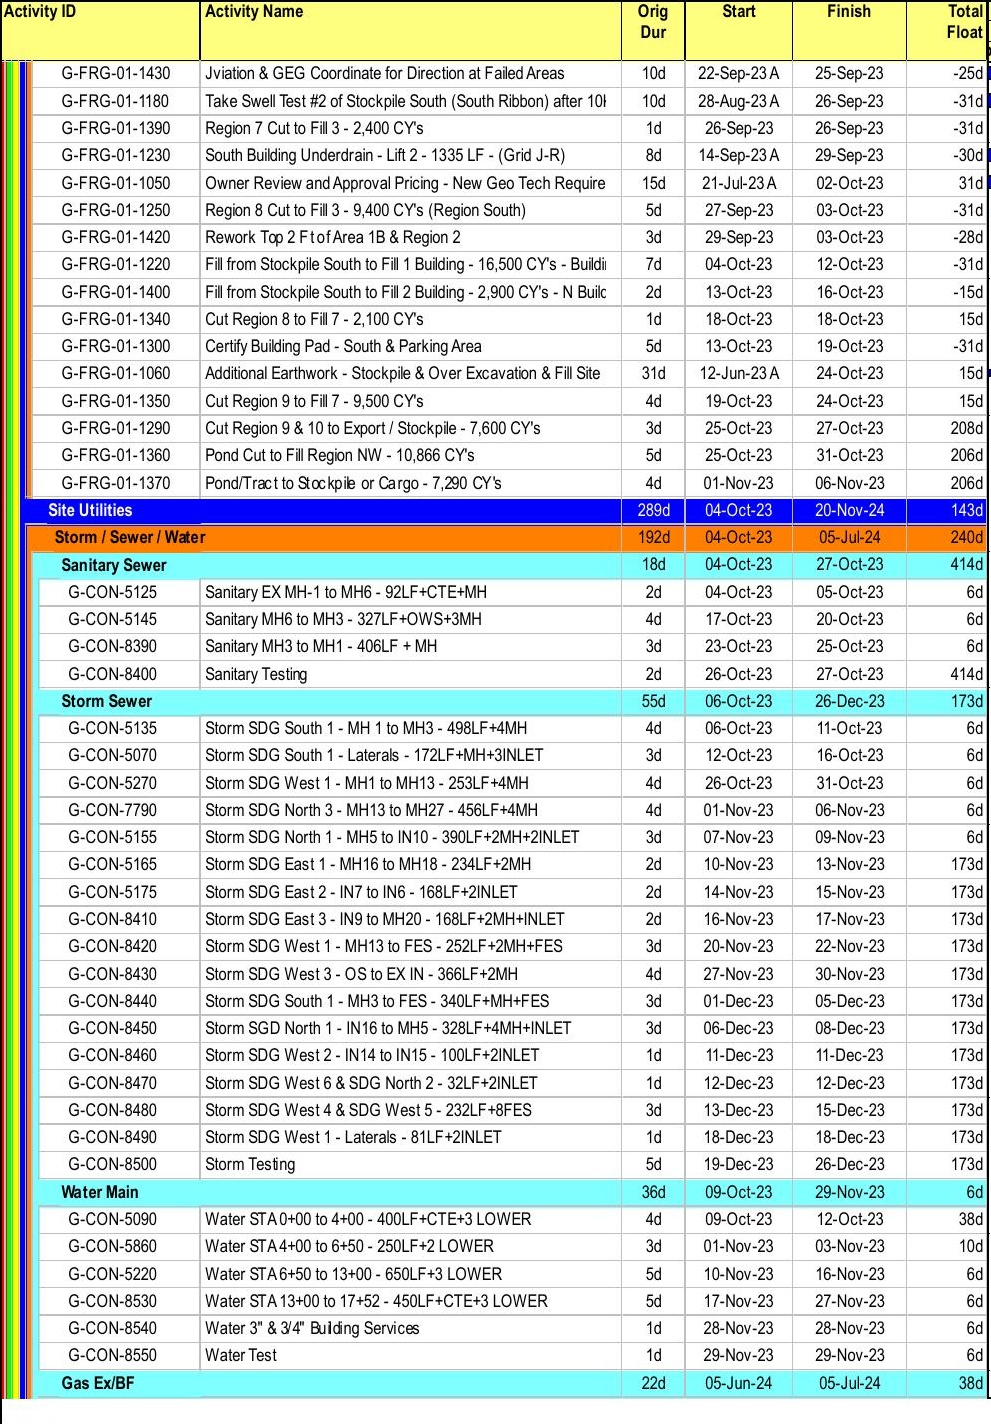 Activity ID Activity Name Orig Dur Start Finish Total Float
G-FRG-01-1430 Jviation & GEG Coordinate for Direction at Failed Areas 10d 22-Sep-23 A 25-Sep-23 -25d
G-FRG-01-1180 Take Swell Test #2 of Stockpile South (South Ribbon) after 10 10d 28-Aug-23 A 26-Sep-23 -31d
G-FRG-01-1390 Region 7 Cut to Fill 3 - 2,400 CY's 1d 26-Sep-23 26-Sep-23 -31d
G-FRG-01-1230 South Building Underdrain - Lift 2 - 1335 LF - (Grid J-R) 8d 14-Sep-23 A 29-Sep-23 -30d
G-FRG-01-1050 Owner Review and Approval Pricing - New Geo Tech Require 15d 21-Jul-23 A 02-Oct-23 31d
G-FRG-01-1250 Region 8 Cut to Fill 3 - 9,400 CY's (Region South) 5d 27-Sep-23 03-Oct-23 -31d
G-FRG-01-1420 Rework Top 2 Ft of Area 1B & Region 2 3d 29-Sep-23 03-Oct-23 -28d
G-FRG-01-1220 Fill from Stockpile South to Fill 1 Building - 16,500 CY's - Buildi 7d 04-Oct-23 12-Oct-23 -31d
G-FRG-01-1400 Fill from Stockpile South to Fill 2 Building - 2,900 CY's - N Builc 2d 13-Oct-23 16-Oct-23 -15d
G-FRG-01-1340 Cut Region 8 to Fill 7 - 2,100 CY's 1d 18-Oct-23 18-Oct-23 15d
G-FRG-01-1300 Certify Building Pad - South & Parking Area 5d 13-Oct-23 19-Oct-23 -31d
G-FRG-01-1060 Additional Earthwork - Stockpile & Over Excavation & Fill Site 31d 12-Jun-23 A 24-Oct-23 15d
G-FRG-01-1350 Cut Region 9 to Fill 7 - 9,500 CY's 4d 19-Oct-23 24-Oct-23 15d
G-FRG-01-1290 Cut Region 9 & 10 to Export / Stockpile - 7,600 CY's 3d 25-Oct-23 27-Oct-23 208d
G-FRG-01-1360 Pond Cut to Fill Region NW - 10,866 CY's 5d 25-Oct-23 31-Oct-23 206d
G-FRG-01-1370 Pond/Tract to Stockpile or Cargo - 7,290 CY's 4d 01-Nov-23 06-Nov-23 206d
Site Utilities 289d 04-Oct-23 20-Nov-24 143d
Storm / Sewer / Water 192d 04-Oct-23 05-Jul-24 240d
Sanitary Sewer 18d 04-Oct-23 27-Oct-23 414d
G-CON-5125 Sanitary EX MH-1 to MH6 - 92LF+CTE+MH 2d 04-Oct-23 05-Oct-23 6d
G-CON-5145 Sanitary MH6 to MH3 - 327LF+OWS+3MH 4d 17-Oct-23 20-Oct-23 6d
G-CON-8390 Sanitary MH3 to MH1 - 406LF + MH 3d 23-Oct-23 25-Oct-23 6d
G-CON-8400 Sanitary Testing 2d 26-Oct-23 27-Oct-23 414d
Storm Sewer 55d 06-Oct-23 26-Dec-23 173d
G-CON-5135 Storm SDG South 1 - MH 1 to MH3 - 498LF+4MH 4d 06-Oct-23 11-Oct-23 6d
G-CON-5070 Storm SDG South 1 - Laterals - 172LF+MH+3INLET 3d 12-Oct-23 16-Oct-23 6d
G-CON-5270 Storm SDG West 1 - MH1 to MH13 - 253LF+4MH 4d 26-Oct-23 31-Oct-23 6d
G-CON-7790 Storm SDG North 3 - MH13 to MH27 - 456LF+4MH 4d 01-Nov-23 06-Nov-23 6d
G-CON-5155 Storm SDG North 1 - MH5 to IN10 - 390LF+2MH+2INLET 3d 07-Nov-23 09-Nov-23 6d
G-CON-5165 Storm SDG East 1 - MH16 to MH18 - 234LF+2MH 2d 10-Nov-23 13-Nov-23 173d
G-CON-5175 Storm SDG East 2 - IN7 to IN6 - 168LF+2INLET 2d 14-Nov-23 15-Nov-23 173d
G-CON-8410 Storm SDG East 3 - IN9 to MH20 - 168LF+2MH+INLET 2d 16-Nov-23 17-Nov-23 173d
G-CON-8420 Storm SDG West 1 - MH13 to FES - 252LF+2MH+FES 3d 20-Nov-23 22-Nov-23 173d
G-CON-8430 Storm SDG West 3 - OS to EX IN - 366LF+2MH 4d 27-Nov-23 30-Nov-23 173d
G-CON-8440 Storm SDG South 1 - MH3 to FES - 340LF+MH+FES 3d 01-Dec-23 05-Dec-23 173d
G-CON-8450 Storm SGD North 1 - IN16 to MH5 - 328LF+4MH+INLET 3d 06-Dec-23 08-Dec-23 173d
G-CON-8460 Storm SDG West 2 - IN14 to IN15 - 100LF+2INLET 1d 11-Dec-23 11-Dec-23 173d
G-CON-8470 Storm SDG West 6 & SDG North 2 - 32LF+2INLET 1d 12-Dec-23 12-Dec-23 173d
G-CON-8480 Storm SDG West 4 & SDG West 5 - 232LF+8FES 3d 13-Dec-23 15-Dec-23 173d
G-CON-8490 Storm SDG West 1 - Laterals - 81LF+2INLET 1d 18-Dec-23 18-Dec-23 173d
G-CON-8500 Storm Testing 5d 19-Dec-23 26-Dec-23 173d
Water Main 36d 09-Oct-23 29-Nov-23 6d
G-CON-5090 Water STA 0+00 to 4+00 - 400LF+CTE+3 LOWER 4d 09-Oct-23 12-Oct-23 38d
G-CON-5860 Water STA 4+00 to 6+50 - 250LF+2 LOWER 3d 01-Nov-23 03-Nov-23 10d
G-CON-5220 Water STA 6+50 to 13+00 - 650LF+3 LOWER 5d 10-Nov-23 16-Nov-23 6d
G-CON-8530 Water STA 13+00 to 17+52 - 450LF+CTE+3 LOWER 5d 17-Nov-23 27-Nov-23 6d
G-CON-8540 Water 3" & 3/4" Building Services 1d 28-Nov-23 28-Nov-23 6d
G-CON-8550 Water Test 1d 29-Nov-23 29-Nov-23 6d
Gas Ex/BF 22d 05-Jun-24 05-Jul-24 38d